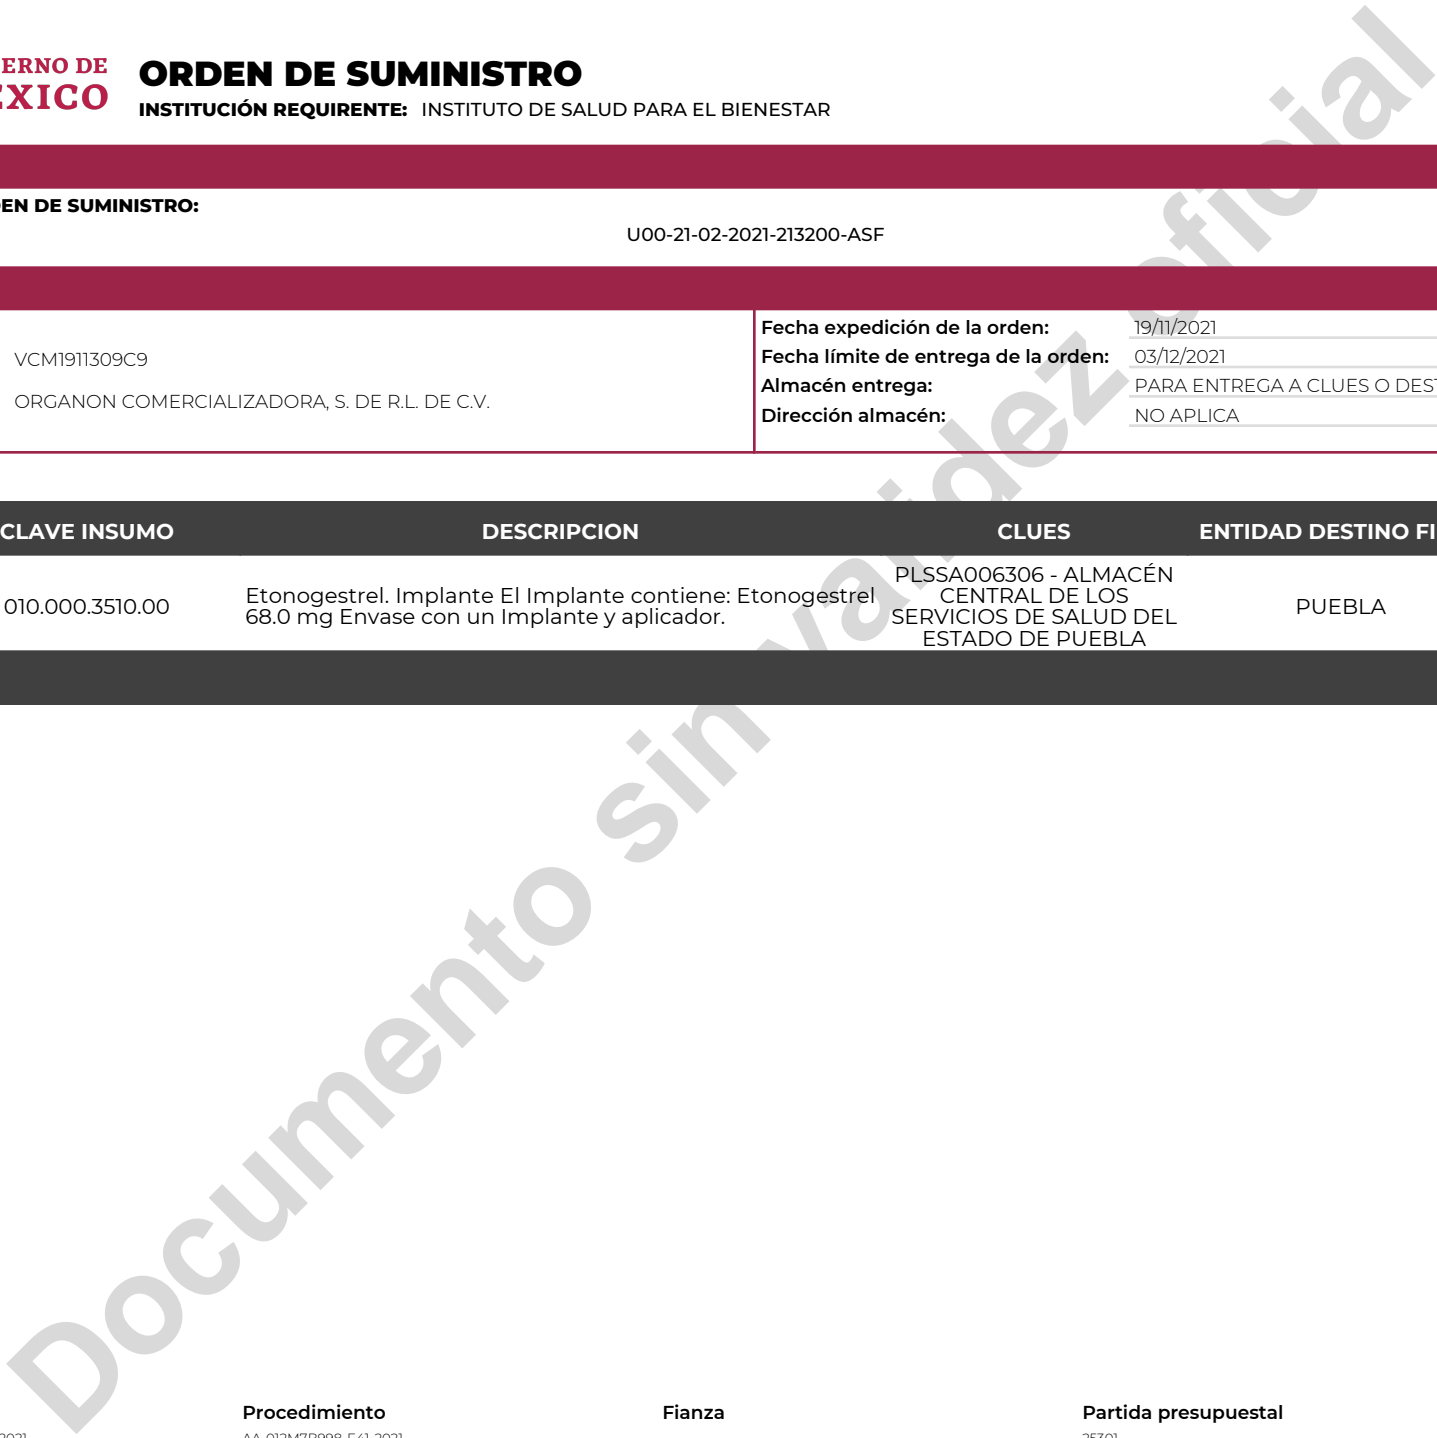 ERNO DE
ORDEN DE SUMINISTRO
INSTITUCIÓN REQUIRENTE: INSTITUTO DE SALUD PARA EL BIENESTAR
EN DE SUMINISTRO:
U00-21-02-2021-213200-ASF
VCM1911309C9
ORGANON COMERCIALIZADORA, S. DE R.L. DE C.V.
Fecha expedición de la orden: 19/11/2021
Fecha límite de entrega de la orden: 03/12/2021
Almacén entrega: PARA ENTREGA A CLUES O DEST
Dirección almacén: NO APLICA
CLAVE INSUMO DESCRIPCION CLUES ENTIDAD DESTINO FI
010.000.3510.00
Etonogestrel. Implante El Implante contiene: Etonogestrel
68.0 mg Envase con un Implante y aplicador.
PLSSA006306 - ALMACÉN
CENTRAL DE LOS
SERVICIOS DE SALUD DEL
ESTADO DE PUEBLA
PUEBLA
Documento sin validez oficial
Procedimiento Fianza Partida presupuestal